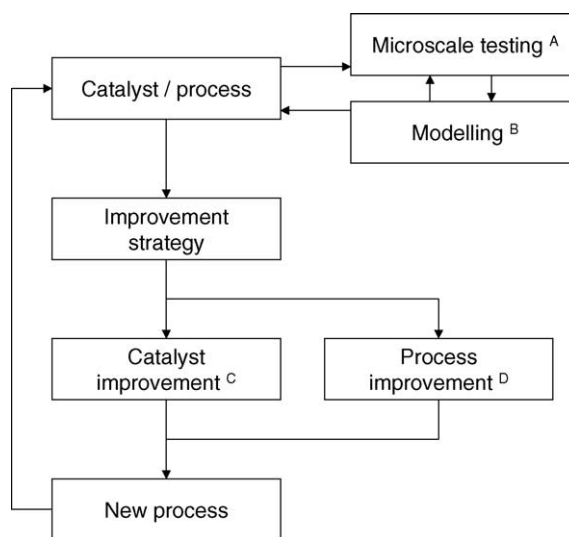 Microscale testing A
Catalyst / process
Modelling B
Improvement
strategy
Catalyst
improvement C
Process
improvement D
New process